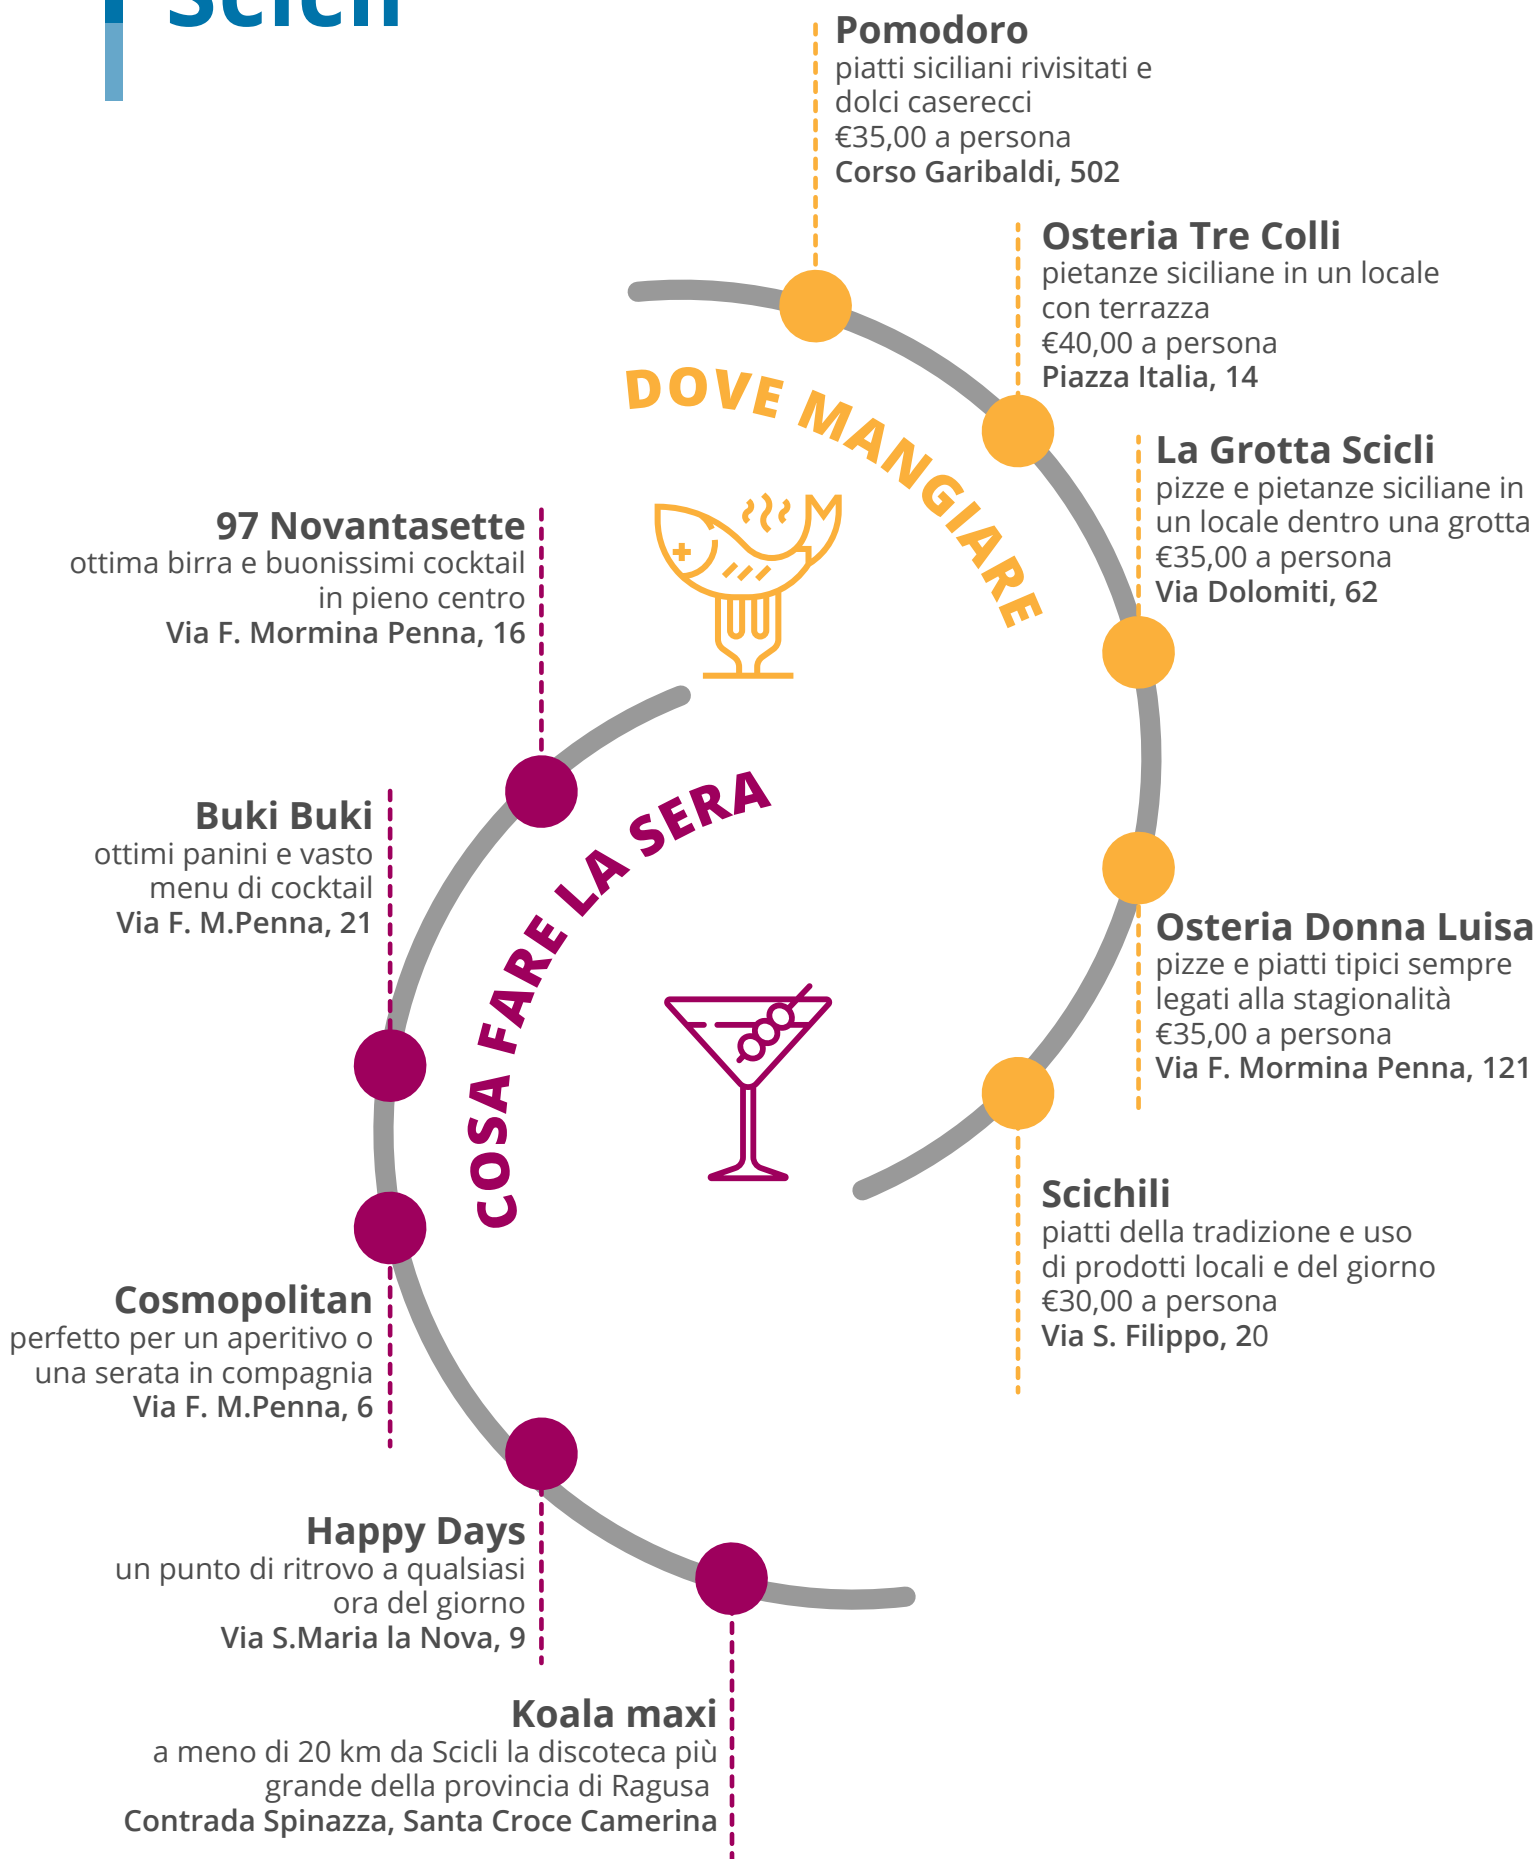 Scicli
Pomodoro
piatti siciliani rivisitati e
dolci caserecci
€35,00 a persona
Corso Garibaldi, 502
Osteria Tre Colli
pietanze siciliane in un locale
con terrazza
€40,00 a persona
Piazza Italia, 14
La Grotta Scicli
pizze e pietanze siciliane in
un locale dentro una grotta
€35,00 a persona
Via Dolomiti, 62
Osteria Donna Luisa
pizze e piatti tipici sempre
legati alla stagionalità
€35,00 a persona
Via F. Mormina Penna, 121
Scichili
piatti della tradizione e uso
di prodotti locali e del giorno
€30,00 a persona
Via S. Filippo, 20
DOVE MANGIARE
97 Novantasette
ottima birra e buonissimi cocktail
in pieno centro
Via F. Mormina Penna, 16
Buki Buki
ottimi panini e vasto
menu di cocktail
Via F. M.Penna, 21
COSA FARE LA SERA
Cosmopolitan
perfetto per un aperitivo o
una serata in compagnia
Via F. M.Penna, 6
Happy Days
un punto di ritrovo a qualsiasi
ora del giorno
Via S.Maria la Nova, 9
Koala maxi
a meno di 20 km da Scicli la discoteca più
grande della provincia di Ragusa
Contrada Spinazza, Santa Croce Camerina